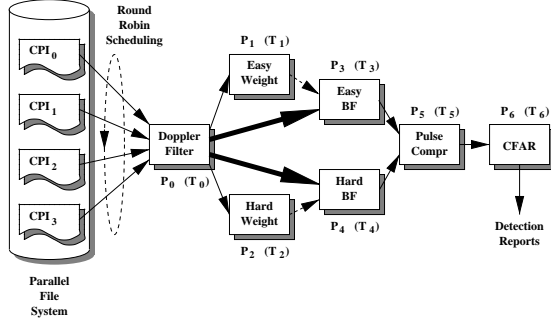 Round
Robin
Scheduling
CPI 0
CPI 1
CPI 2
CPI 3
Parallel
File
System
Doppler
Filter
P 0 (T 0)
P 1 (T 1)
Easy
Weight
Hard
Weight
P 2 (T 2)
P 3 (T 3)
Easy
BF
Hard
BF
P 4 (T 4)
P 5 (T 5)
Pulse
Compr
P 6 (T 6)
CFAR
Detection
Reports